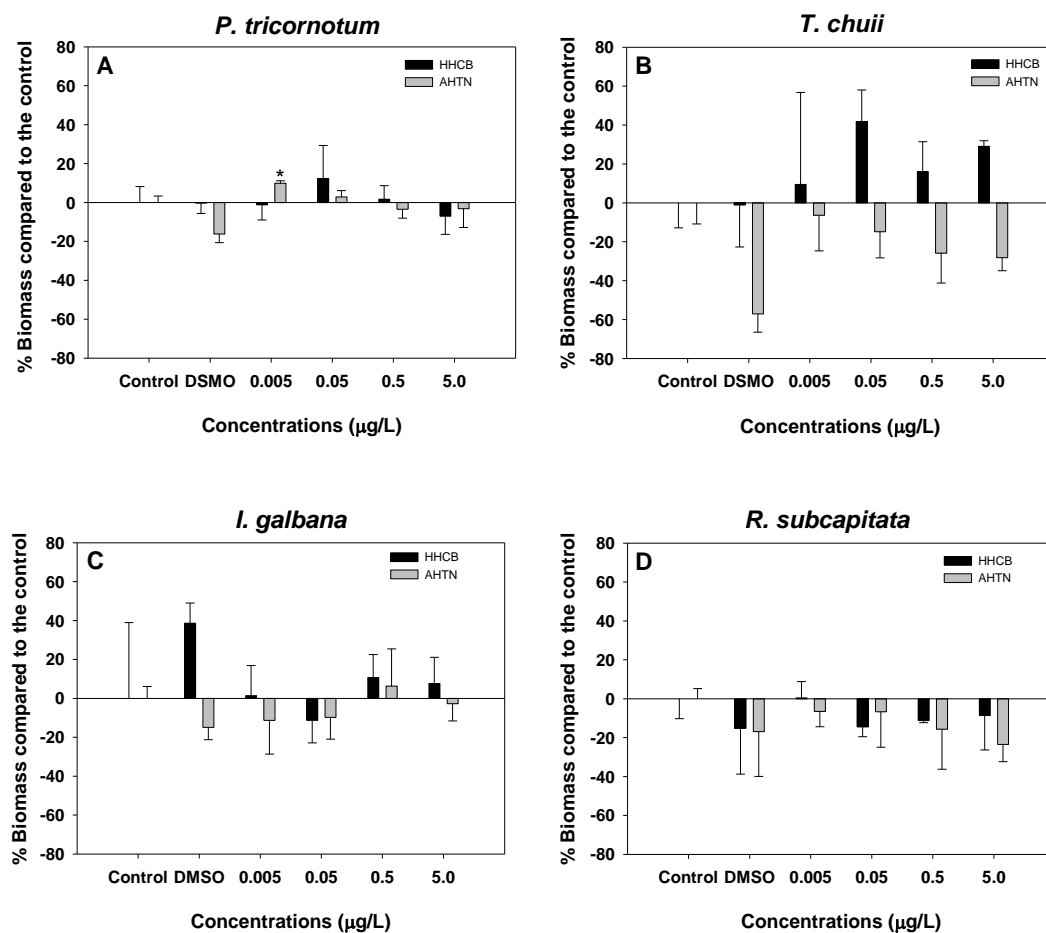 P. tricornotum
% Biomass compared to the control
80
60
40
20
0
-20
-40
-60
-80
A
HHCB
AHTN
*
Control DSMO 0.005 0.05 0.5 5.0
Concentrations (μg/L)
T. chuii
% Biomass compared to the control
80
60
40
20
0
-20
-40
-60
-80
B
HHCB
AHTN
Control DSMO 0.005 0.05 0.5 5.0
Concentrations (μg/L)
I. galbana
% Biomass compared to the control
80
60
40
20
0
-20
-40
-60
-80
C
HHCB
AHTN
Control DMSO 0.005 0.05 0.5 5.0
Concentrations (μg/L)
R. subcapitata
% Biomass compared to the control
80
60
40
20
0
-20
-40
-60
-80
D
HHCB
AHTN
Control DMSO 0.005 0.05 0.5 5.0
Concentrations (μg/L)